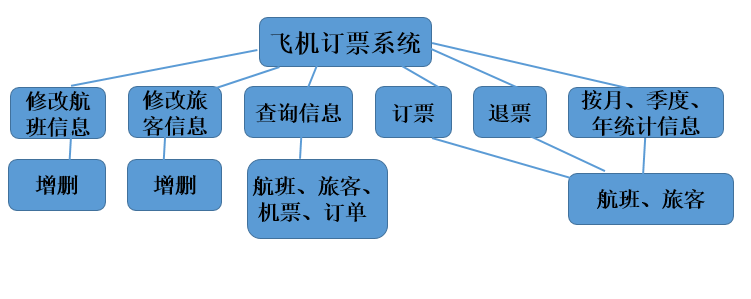 飞机订票系统
修改航
班信息
修改旅
客信息
查询信息
订票
退票
按月、季度、
年统计信息
增删
增删
航班、旅客、
机票、订单
航班、旅客